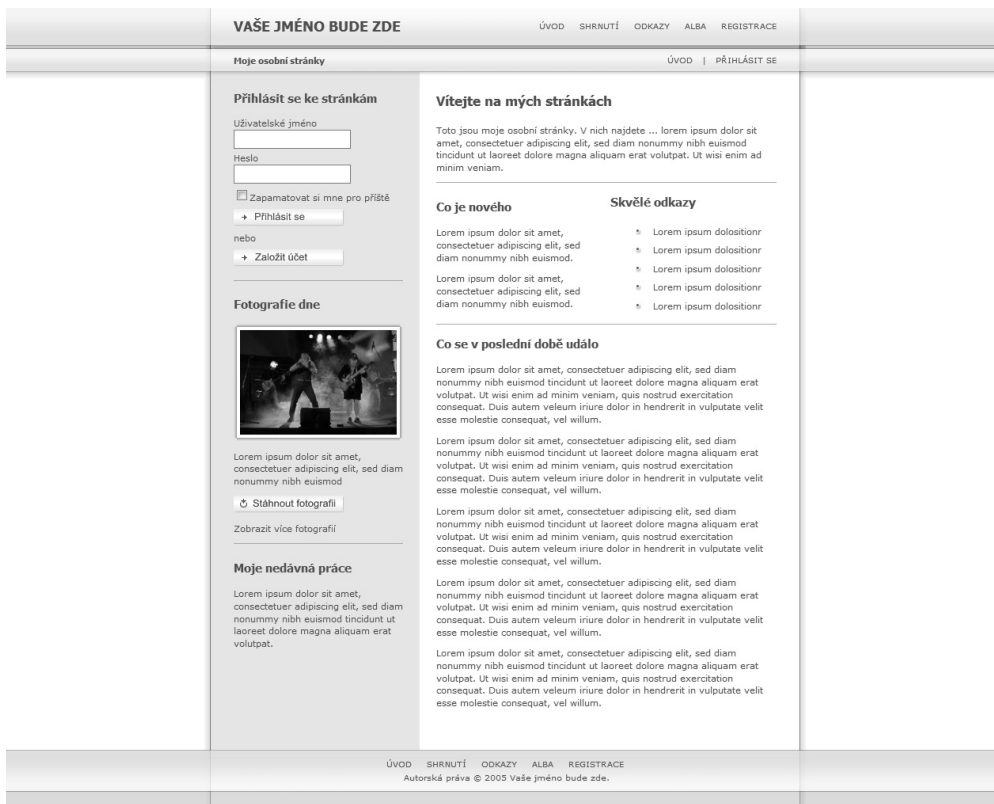 VAŠE JMÉNO BUDE ZDE
ÚVOD SHRNUTÍ ODKAZY ALBA REGISTRACE
Moje osobní stránky
ÚVOD | PŘIHLÁSIT SE
Přihlásit se ke stránkám
Uživatelské jméno
Heslo
Zapamatovat si mne pro příště
Přihlásit se
nebo
Založit účet
Fotografie dne
Lorem ipsum dolor sit amet,
consectetuer adipiscing elit, sed diam
nonummy nibh euismod
Stáhnout fotografii
Zobrazit více fotografií
Moje nedávná práce
Lorem ipsum dolor sit amet,
consectetuer adipiscing elit, sed diam
nonummy nibh euismod tincidunt ut
laoreet dolore magna aliquam erat
volutpat.
Vítejte na mých stránkách
Toto jsou moje osobní stránky. V nich najdete ... lorem ipsum dolor sit
amet, consectetuer adipiscing elit, sed diam nonummy nibh euismod
tincidunt ut laoreet dolore magna aliquam erat volutpat. Ut wisi enim ad
minim veniam.
Co je nového
Lorem ipsum dolor sit amet,
consectetuer adipiscing elit, sed
diam nonummy nibh euismod.
Lorem ipsum dolor sit amet,
consectetuer adipiscing elit, sed
diam nonummy nibh euismod.
Skvělé odkazy
Lorem ipsum dolositionr
Lorem ipsum dolositionr
Lorem ipsum dolositionr
Lorem ipsum dolositionr
Lorem ipsum dolositionr
Co se v poslední době událo
Lorem ipsum dolor sit amet, consectetuer adipiscing elit, sed diam
nonummy nibh euismod tincidunt ut laoreet dolore magna aliquam erat
volutpat. Ut wisi enim ad minim veniam, quis nostrud exercitation
consequat. Duis autem veleum iriure dolor in hendrerit in vulputate velit
esse molestie consequat, vel willum.
Lorem ipsum dolor sit amet, consectetuer adipiscing elit, sed diam
nonummy nibh euismod tincidunt ut laoreet dolore magna aliquam erat
volutpat. Ut wisi enim ad minim veniam, quis nostrud exercitation
consequat. Duis autem veleum iriure dolor in hendrerit in vulputate velit
esse molestie consequat, vel willum.
Lorem ipsum dolor sit amet, consectetuer adipiscing elit, sed diam
nonummy nibh euismod tincidunt ut laoreet dolore magna aliquam erat
volutpat. Ut wisi enim ad minim veniam, quis nostrud exercitation
consequat. Duis autem veleum iriure dolor in hendrerit in vulputate velit
esse molestie consequat, vel willum.
Lorem ipsum dolor sit amet, consectetuer adipiscing elit, sed diam
nonummy nibh euismod tincidunt ut laoreet dolore magna aliquam erat
volutpat. Ut wisi enim ad minim veniam, quis nostrud exercitation
consequat. Duis autem veleum iriure dolor in hendrerit in vulputate velit
esse molestie consequat, vel willum.
Lorem ipsum dolor sit amet, consectetuer adipiscing elit, sed diam
nonummy nibh euismod tincidunt ut laoreet dolore magna aliquam erat
volutpat. Ut wisi enim ad minim veniam, quis nostrud exercitation
consequat. Duis autem veleum iriure dolor in hendrerit in vulputate velit
esse molestie consequat, vel willum.
ÚVOD SHRNUTÍ ODKAZY ALBA REGISTRACE
Autorská práva © 2005 Vaše jméno bude zde.